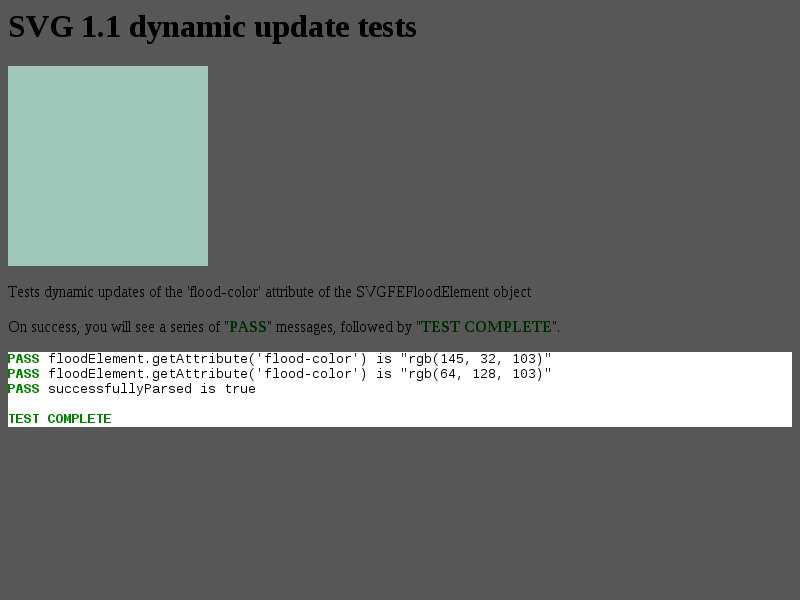 SVG 1.1 dynamic update tests
Tests dynamic updates of the 'flood-color' attribute of the SVGFEFloodElement object
On success, you will see a series of "PASS" messages, followed by "TEST COMPLETE".
PASS floodElement.getAttribute('flood-color') is "rgb(145, 32, 103)"
PASS floodElement.getAttribute('flood-color') is "rgb(64, 128, 103)"
PASS successfullyParsed is true
TEST COMPLETE